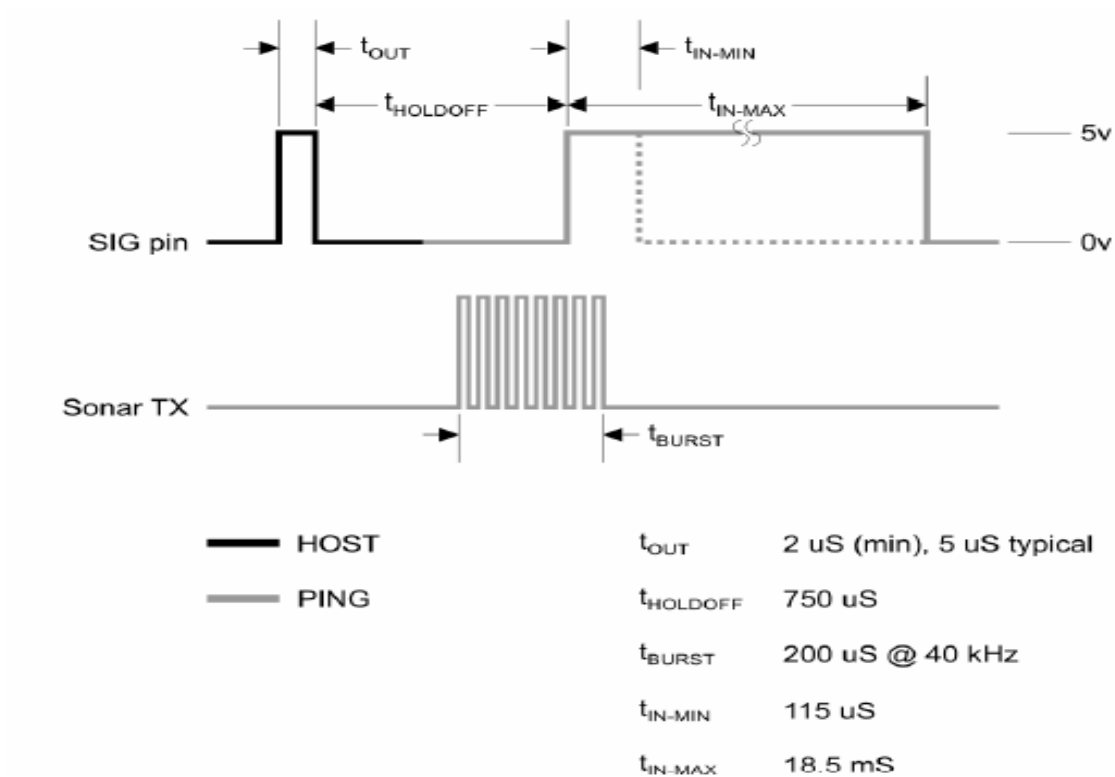 tOUT
tIN-MIN
tHOLDOFF
tIN-MAX
5v
SIG pin
0v
Sonar TX
tBURST
HOST
tOUT 2 uS (min), 5 uS typical
PING
tHOLDOFF 750 uS
tBURST 200 uS @ 40 kHz
tIN-MIN 115 uS
tIN-MAX 18.5 mS